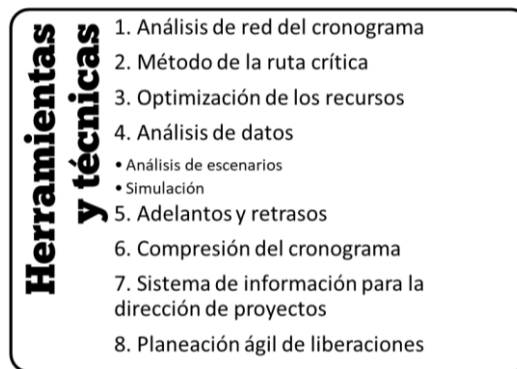 Herramientas
y técnicas
1. Análisis de red del cronograma
2. Método de la ruta crítica
3. Optimización de los recursos
4. Análisis de datos
• Análisis de escenarios
• Simulación
5. Adelantos y retrasos
6. Compresión del cronograma
7. Sistema de información para la
dirección de proyectos
8. Planeación ágil de liberaciones